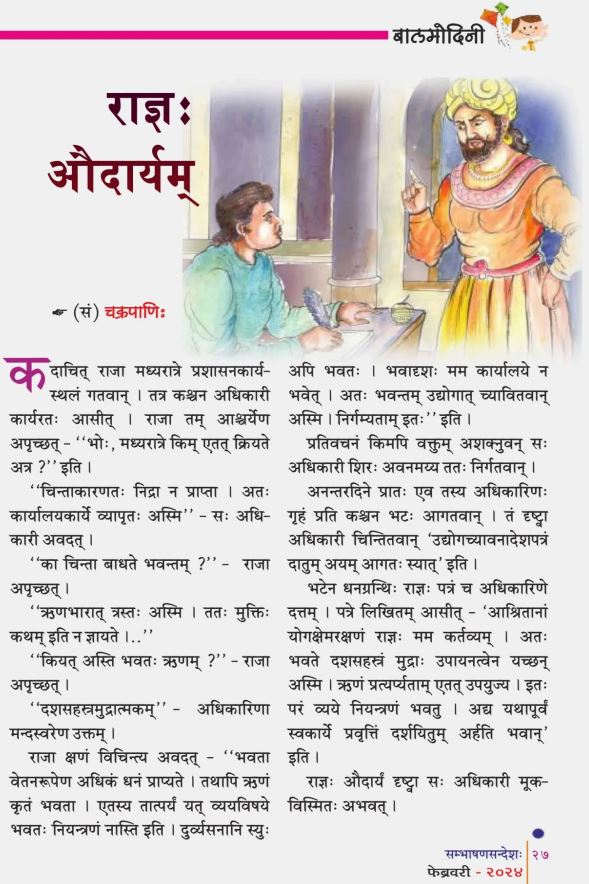 बालमोदिनी
राज्ञः
औदार्यम्
☛ (सं) चक्रपाणिः
कदाचित् राजा मध्यरात्रे प्रशासनकार्य-
स्थलं गतवान् । तत्र कश्चन अधिकारी
कार्यरतः आसीत् । राजा तम् आश्चर्येण
अपृच्छत् - ‘‘भोः, मध्यरात्रे किम् एतत् क्रियते
अत्र ?’’ इति ।
‘‘चिन्ताकारणतः निद्रा न प्राप्ता । अतः
कार्यालयकार्ये व्यापृतः अस्मि’’ - सः अधि-
कारी अवदत् ।
‘‘का चिन्ता बाधते भवन्तम् ?’’ - राजा
अपृच्छत् ।
‘‘ऋणभारात् त्रस्तः अस्मि । ततः मुक्तिः
कथम् इति न ज्ञायते ।..’’
‘‘कियत् अस्ति भवतः ऋणम् ?’’ - राजा
अपृच्छत् ।
‘‘दशसहस्रमुद्रात्मकम्’’ - अधिकारिणा
मन्दस्वरेण उक्तम् ।
राजा क्षणं विचिन्त्य अवदत् - ‘‘भवता
वेतनरूपेण अधिकं धनं प्राप्यते । तथापि ऋणं
कृतं भवता । एतस्य तात्पर्यं यत् व्ययविषये
भवतः नियन्त्रणं नास्ति इति । दुर्व्यसनानि स्युः
अपि भवतः । भवादृशः मम कार्यालये न
भवेत् । अतः भवन्तम् उद्योगात् च्यावितवान्
अस्मि । निर्गम्यताम् इतः’’ इति ।
प्रतिवचनं किमपि वक्तुम् अशक्नुवन् सः
अधिकारी शिरः अवनमय्य ततः निर्गतवान् ।
अनन्तरदिने प्रातः एव तस्य अधिकारिणः
गृहं प्रति कश्चन भटः आगतवान् । तं दृष्ट्वा
अधिकारी चिन्तितवान् ‘उद्योगच्यावनादेशपत्रं
दातुम् अयम् आगतः स्यात्’ इति ।
भटेन धनग्रन्थिः राज्ञः पत्रं च अधिकारिणे
दत्तम् । पत्रे लिखितम् आसीत् - ‘आश्रितानां
योगक्षेमरक्षणं राज्ञः मम कर्तव्यम् । अतः
भवते दशसहस्रं मुद्राः उपायनत्वेन यच्छन्
अस्मि । ऋणं प्रत्यर्प्यताम् एतत् उपयुज्य । इतः
परं व्यये नियन्त्रणं भवतु । अद्य यथापूर्वं
स्वकार्ये प्रवृत्तिं दर्शयितुम् अर्हति भवान्’
इति ।
राज्ञः औदार्यं दृष्ट्वा सः अधिकारी मूक-
विस्मितः अभवत् ।
सम्भाषणसन्देशः २७
फेब्रवरी - २०२४